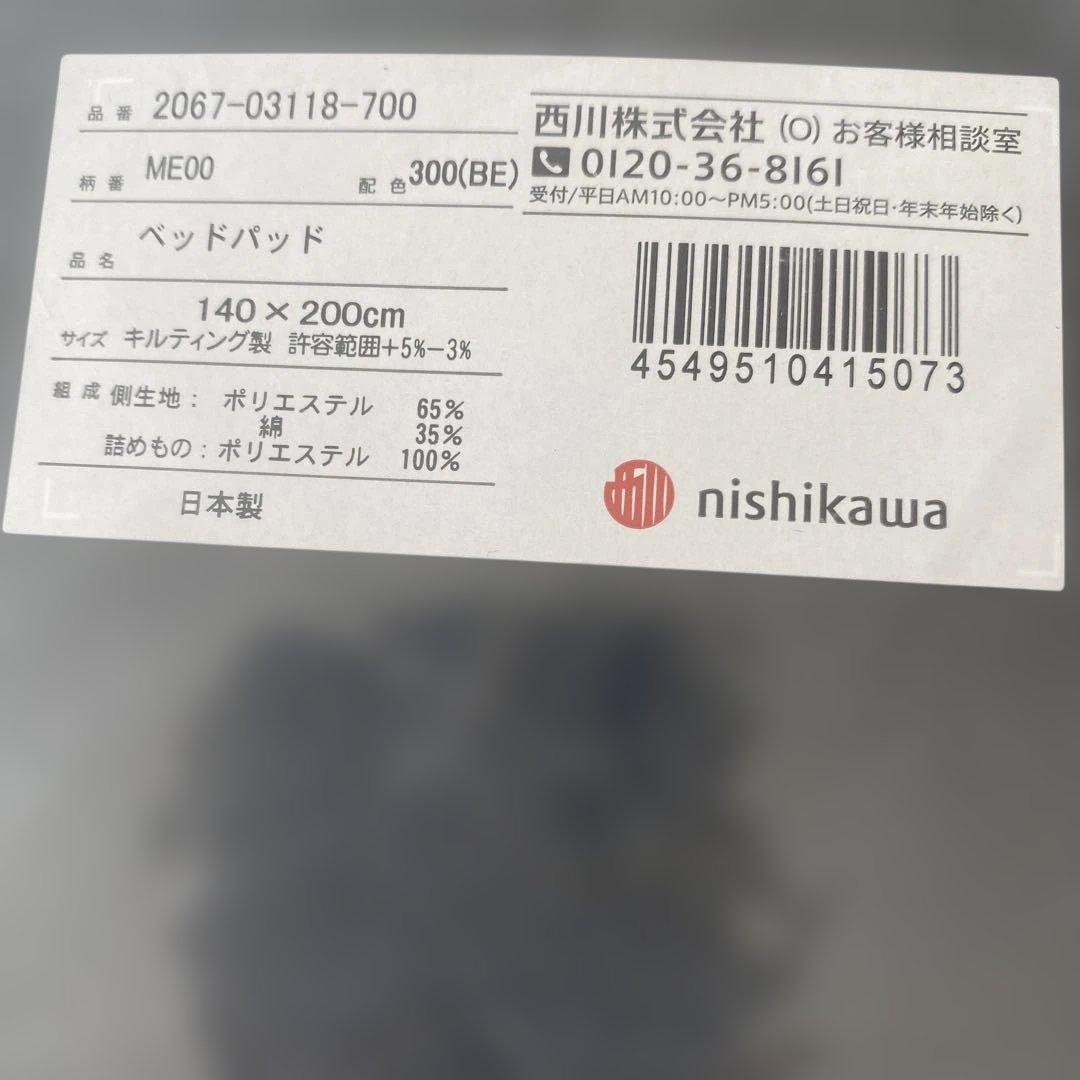 品番 2067-03118-700
柄番 ME00 配色 300(BE)
品名 ベッドパッド
140×200cm
サイズ キルティング製 許容範囲+5%-3%
組成 側生地: ポリエステル 65%
綿 35%
詰めもの:ポリエステル 100%
日本製
西川株式会社 (O) お客様相談室
0120-36-8161
受付/平日AM10:00~PM5:00(土日祝日・年末年始除く)
4549510415073
西川 nishikawa